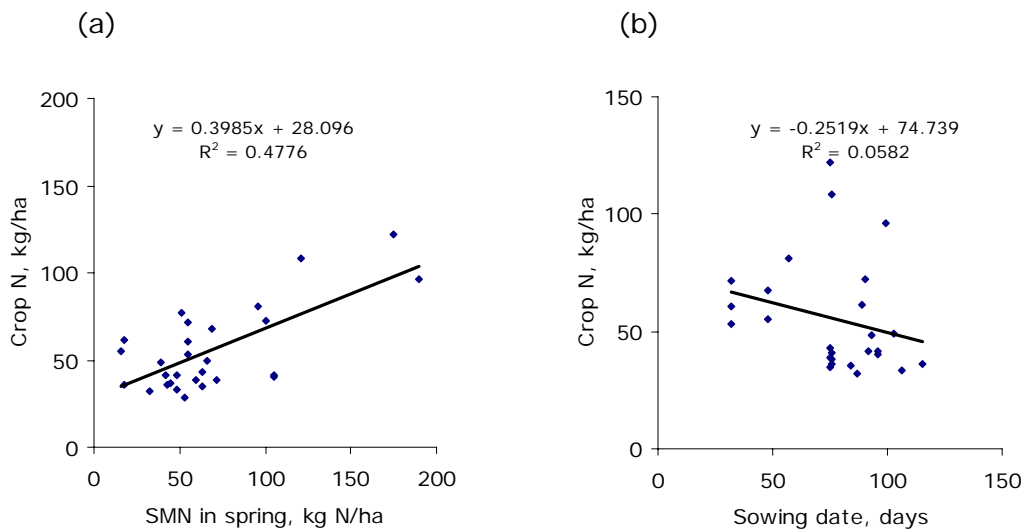 (a)
200
150
100
50
0
y = 0.3985x + 28.096
R² = 0.4776
Crop N, kg/ha
0 50 100 150 200
SMN in spring, kg N/ha
(b)
150
100
50
0
y = -0.2519x + 74.739
R² = 0.0582
Crop N, kg/ha
0 50 100 150
Sowing date, days